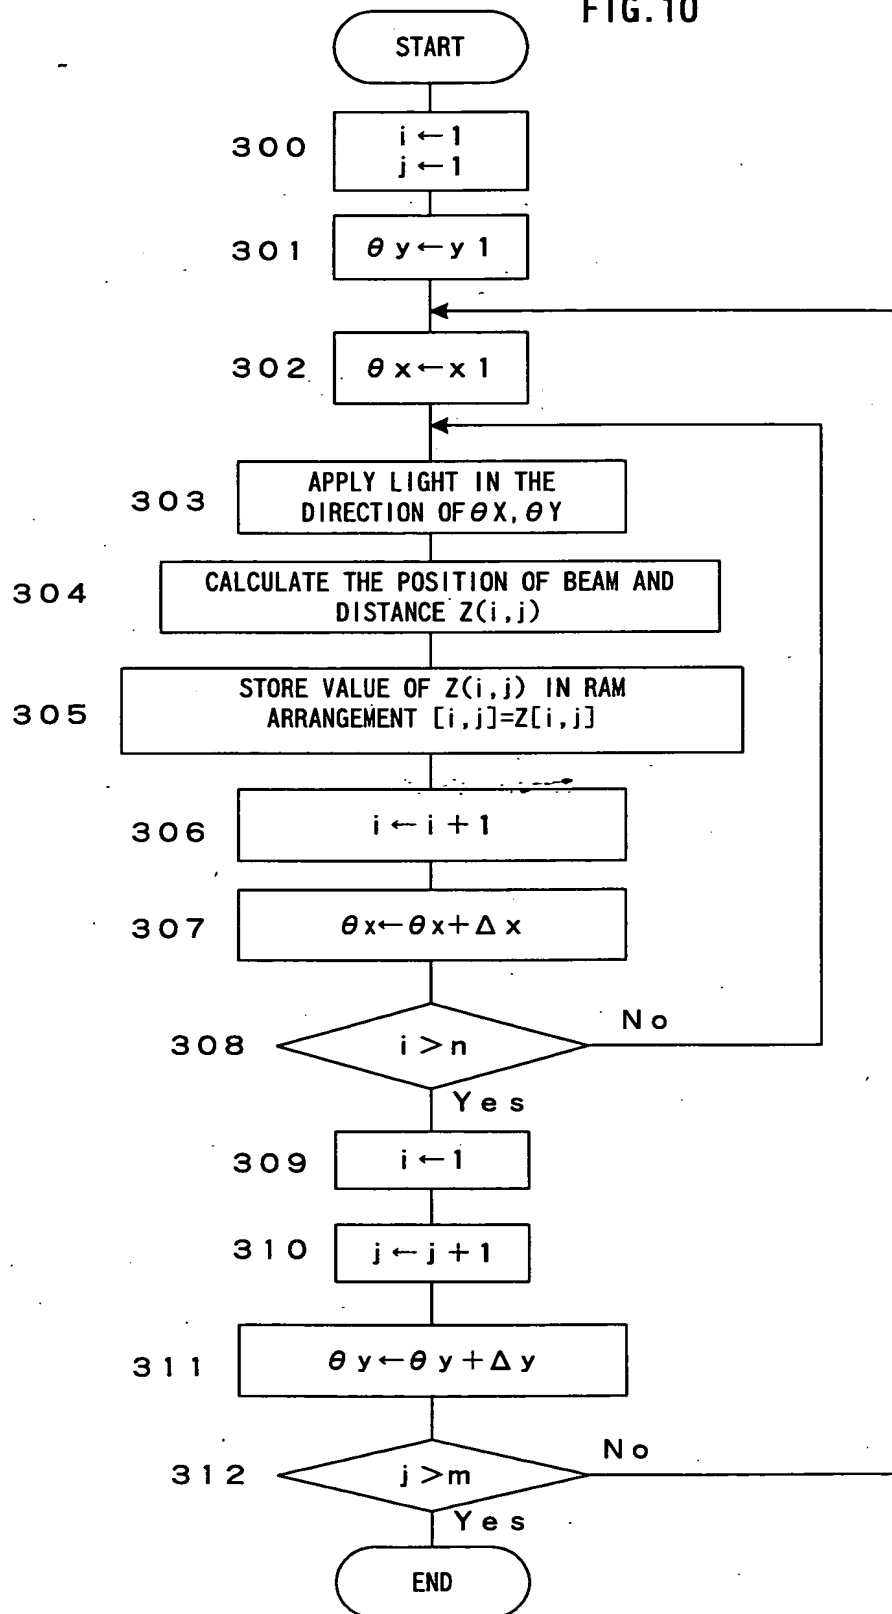 FIG.10
START
300
i ← 1
j ← 1
301
θ y ← y 1
302
θ x ← x 1
303
APPLY LIGHT IN THE
DIRECTION OF θ X, θ Y
304
CALCULATE THE POSITION OF BEAM AND
DISTANCE Z(i,j)
305
STORE VALUE OF Z(i,j) IN RAM
ARRANGEMENT [i,j]=Z[i,j]
306
i ← i + 1
307
θ x ← θ x + Δ x
308
i > n
No
Yes
309
i ← 1
310
j ← j + 1
311
θ y ← θ y + Δ y
312
j > m
No
Yes
END